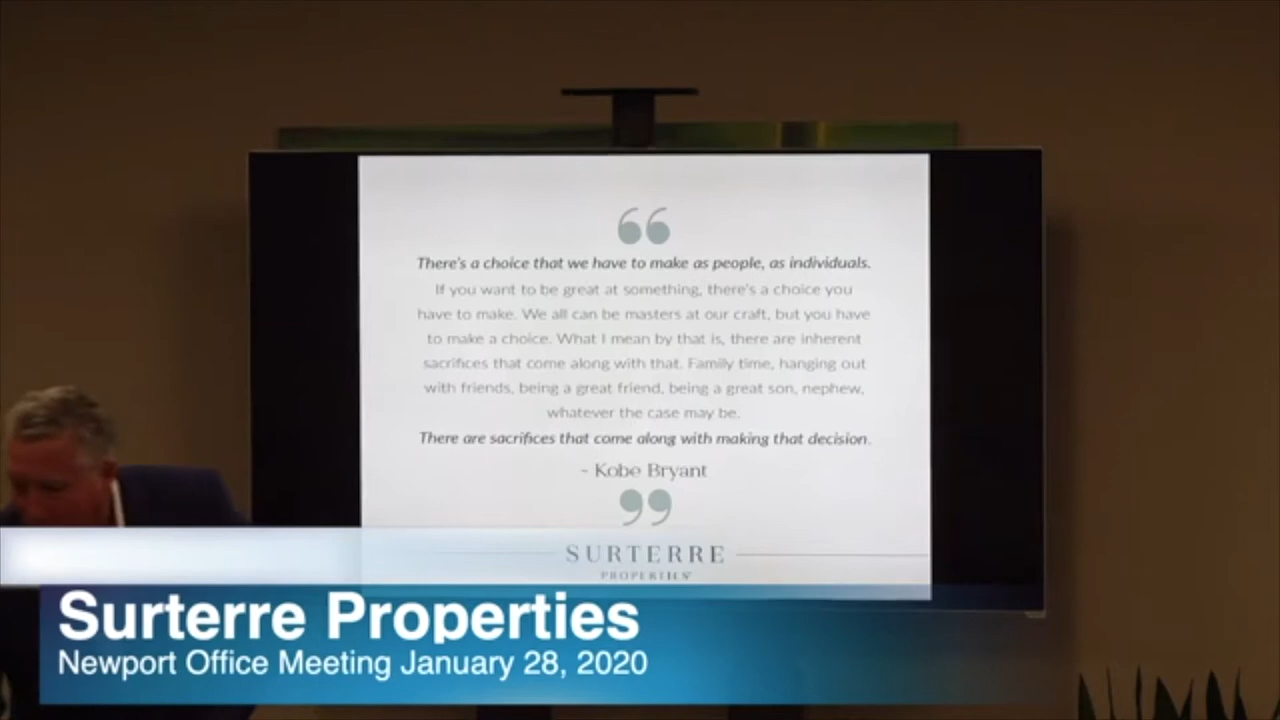 “
There's a choice that we have to make as people, as individuals.
If you want to be great at something, there's a choice you
have to make. We all can be masters at our craft, but you have
to make a choice. What I mean by that is, there are inherent
sacrifices that come along with that. Family time, hanging out
with friends, being a great friend, being a great son, nephew,
whatever the case may be.
There are sacrifices that come along with making that decision.
- Kobe Bryant
”
SURTERRE
PROPERTIES®
Surterre Properties
Newport Office Meeting January 28, 2020